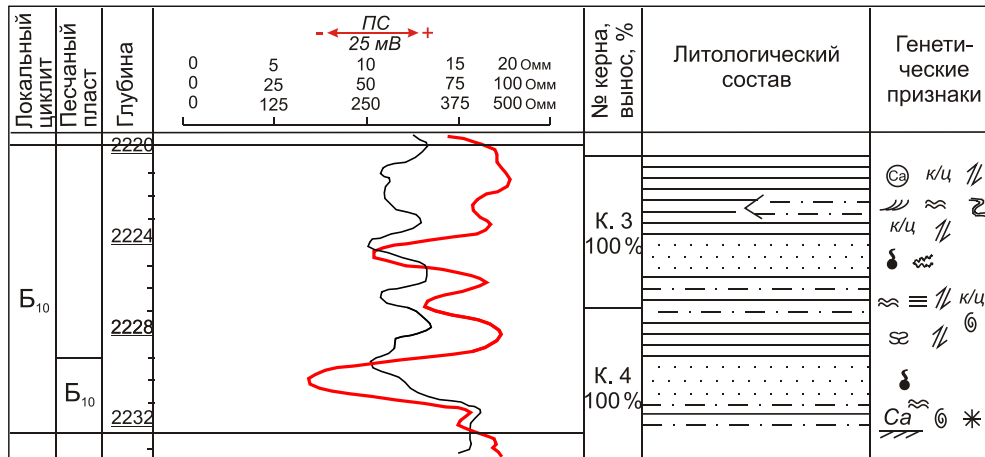 Локальный циклит
Песчаный пласт
Глубина
ПС
- +
25 мВ
0 5 10 15 20 Омм
0 25 50 75 100 Омм
0 125 250 375 500 Омм
№ керна, вынос, %
Литологический
состав
Генети-
ческие
признаки
2220
2224
2228
2232
Б10
Б10
К. 3
100 %
К. 4
100 %
Ca к/ц
к/ц
к/ц
Ca